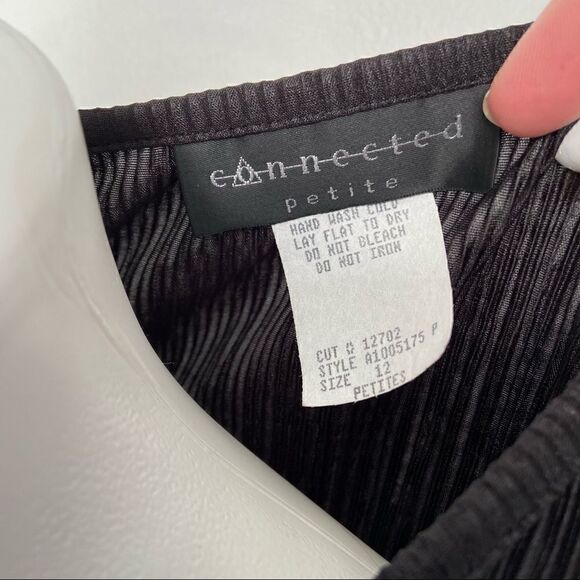 connected
petite
HAND WASH COLD
LAY FLAT TO DRY
DO NOT BLEACH
DO NOT IRON
CUT # 12702
STYLE A1005175 P
SIZE 12
PETITES